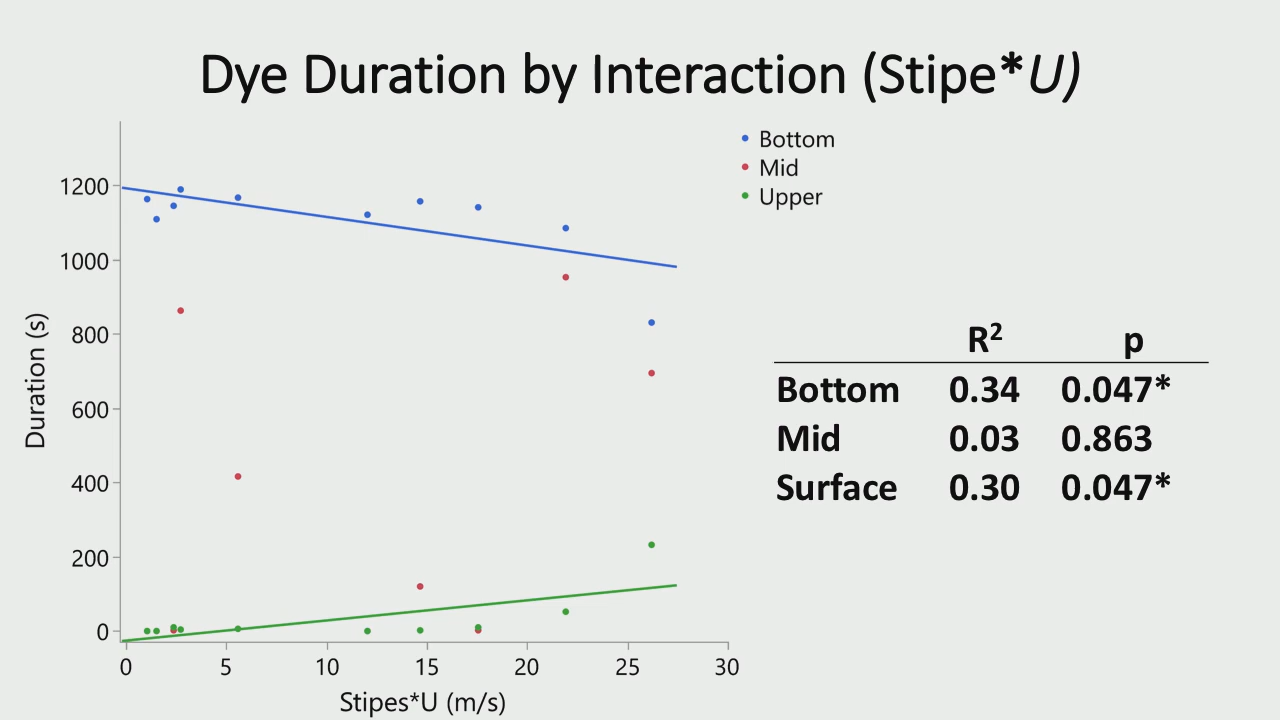 Dye Duration by Interaction (Stipe*U)
Bottom
Mid
Upper
1200
1000
800
600
400
200
0
Duration (s)
0 5 10 15 20 25 30
Stipes*U (m/s)
R² p
Bottom 0.34 0.047*
Mid 0.03 0.863
Surface 0.30 0.047*